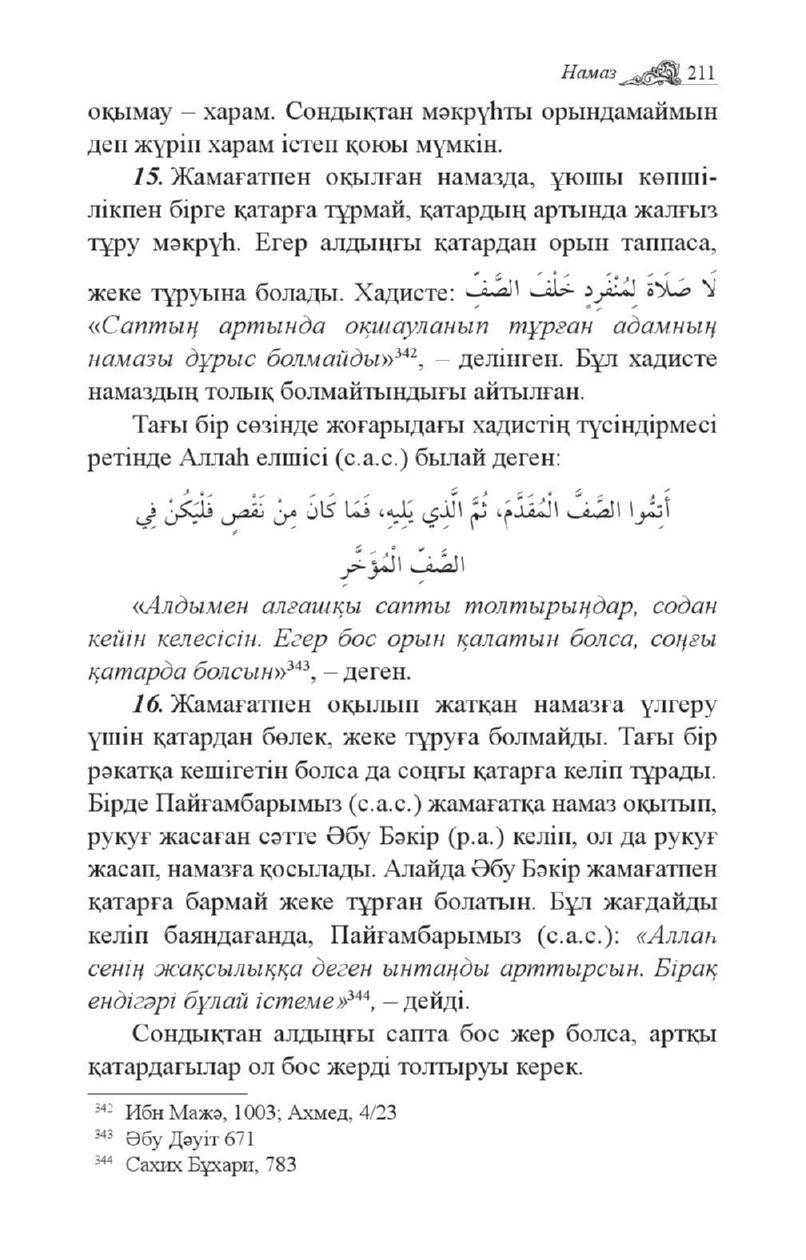 Намаз 211
оқымау – харам. Сондықтан мәкрүһты орындамаймын
деп жүріп харам істеп қоюы мүмкін.
15. Жамағатпен оқылған намазда, ұюшы көпші-
лікпен бірге қатарға тұрмай, қатардың артында жалғыз
тұру мәкрүһ. Егер алдыңғы қатардан орын таппаса,
жеке тұруына болады. Хадисте: لَا صَلَاةَ لِمُنْفَرِدٍ خَلْفَ الصَّفِّ
«Саптың артында оқшауланып тұрған адамның
намазы дұрыс болмайды»³⁴², – делінген. Бұл хадисте
намаздың толық болмайтындығы айтылған.
Тағы бір сөзінде жоғарыдағы хадистің түсіндірмесі
ретінде Аллаһ елшісі (с.а.с.) былай деген:
أَتِمُّوا الصَّفَّ الْمُقَدَّمَ، ثُمَّ الَّذِي يَلِيهِ، فَمَا كَانَ مِنْ نَقْصٍ فَلْيَكُنْ فِي
الصَّفِّ الْمُؤَخَّرِ
«Алдымен алғашқы сапты толтырыңдар, содан
кейін келесісін. Егер бос орын қалатын болса, соңғы
қатарда болсын»³⁴³, – деген.
16. Жамағатпен оқылып жатқан намазға үлгеру
үшін қатардан бөлек, жеке тұруға болмайды. Тағы бір
рәкатқа кешігетін болса да соңғы қатарға келіп тұрады.
Бірде Пайғамбарымыз (с.а.с.) жамағатқа намаз оқытып,
рукуғ жасаған сәтте Әбу Бәкір (р.а.) келіп, ол да рукуғ
жасап, намазға қосылады. Алайда Әбу Бәкір жамағатпен
қатарға бармай жеке тұрған болатын. Бұл жағдайды
келіп баяндағанда, Пайғамбарымыз (с.а.с.): «Аллаһ
сенің жақсылыққа деген ынтаңды арттырсын. Бірақ
ендігәрі бұлай істеме»³⁴⁴, – дейді.
Сондықтан алдыңғы сапта бос жер болса, артқы
қатардағылар ол бос жерді толтыруы керек.
³⁴² Ибн Мажә, 1003; Ахмед, 4/23
³⁴³ Әбу Дәуіт 671
³⁴⁴ Сахих Бұхари, 783